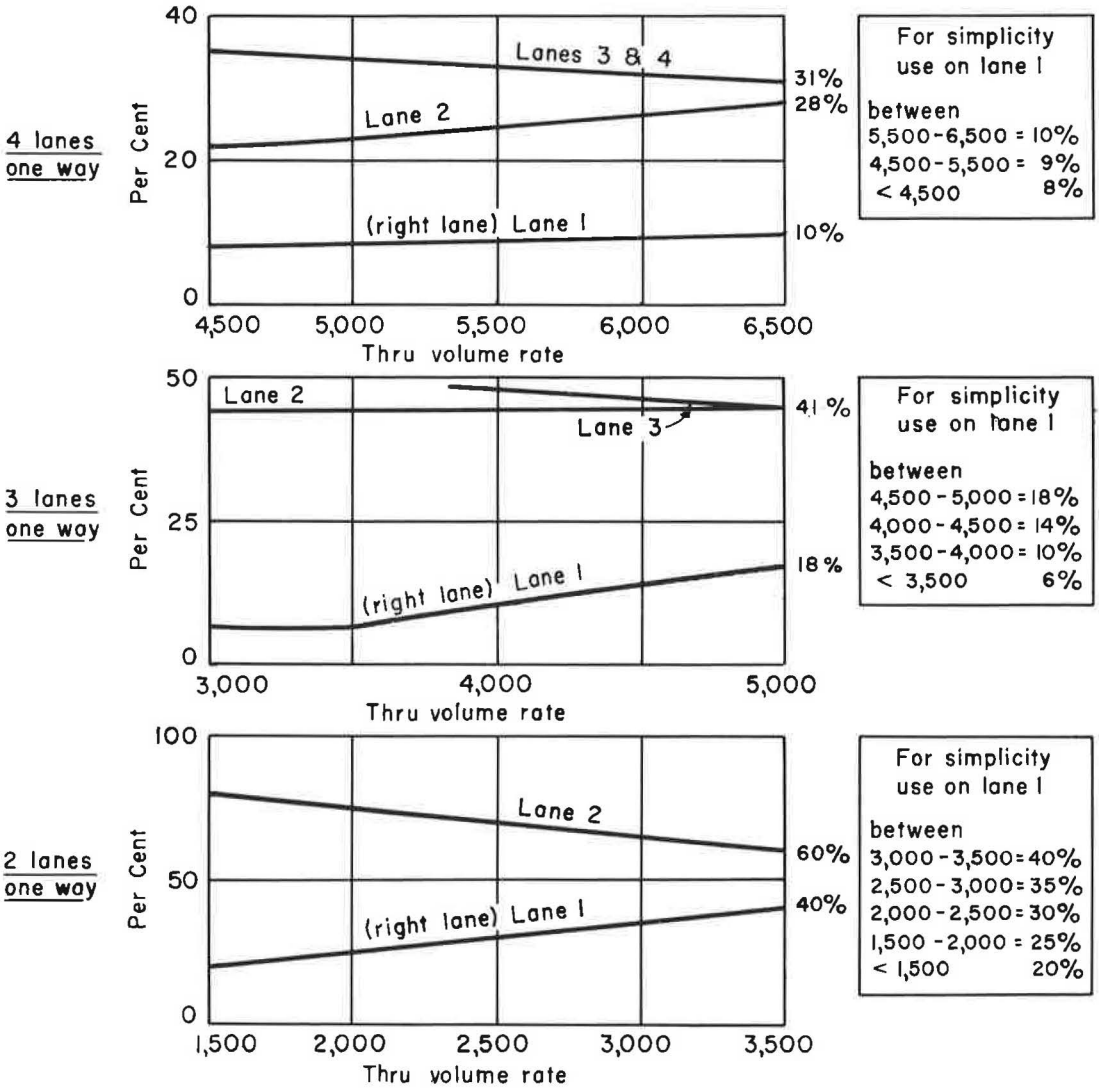 4 lanes
one way
Per Cent
40
20
0
Lanes 3 & 4
Lane 2
(right lane) Lane 1
31%
28%
10%
4,500
5,000
5,500
6,000
6,500
Thru volume rate
For simplicity
use on lane 1
between
5,500-6,500 = 10%
4,500-5,500 = 9%
< 4,500 8%
3 lanes
one way
Per Cent
50
25
0
Lane 2
Lane 3
(right lane) Lane 1
41%
18%
3,000
4,000
5,000
Thru volume rate
For simplicity
use on lane 1
between
4,500-5,000 = 18%
4,000-4,500 = 14%
3,500-4,000 = 10%
< 3,500 6%
2 lanes
one way
Per Cent
100
50
0
Lane 2
(right lane) Lane 1
60%
40%
1,500
2,000
2,500
3,000
3,500
Thru volume rate
For simplicity
use on lane 1
between
3,000-3,500 = 40%
2,500-3,000 = 35%
2,000-2,500 = 30%
1,500-2,000 = 25%
< 1,500 20%